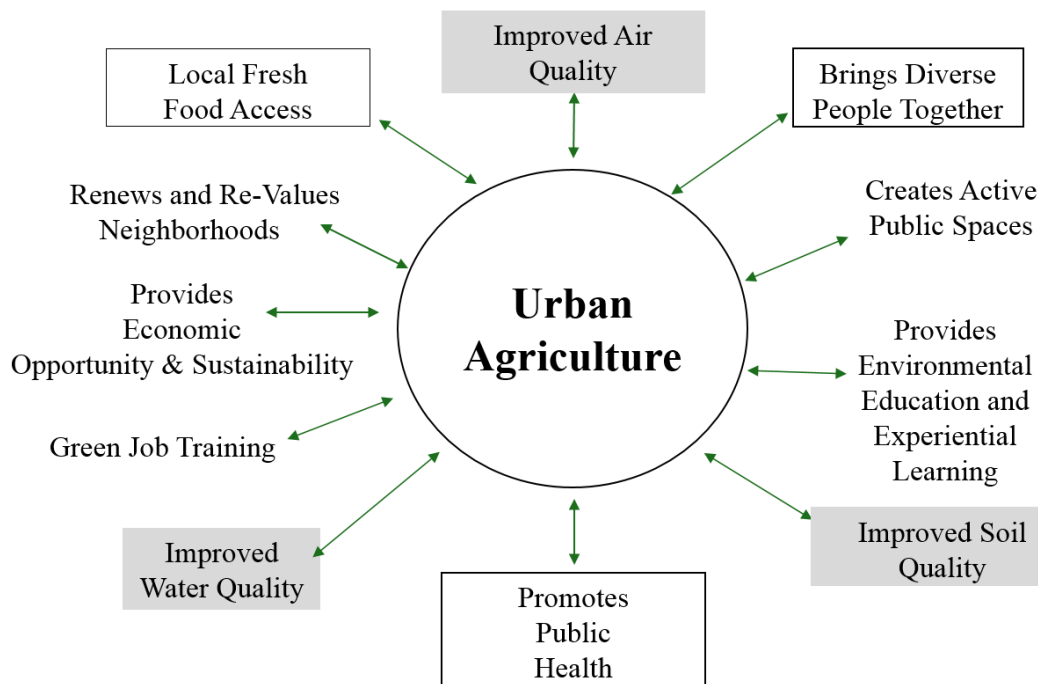 Improved Air
Quality
Local Fresh
Food Access
Brings Diverse
People Together
Renews and Re-Values
Neighborhoods
Creates Active
Public Spaces
Provides
Economic
Opportunity & Sustainability
Urban
Agriculture
Provides
Environmental
Education and
Experiential
Learning
Green Job Training
Improved
Water Quality
Improved Soil
Quality
Promotes
Public
Health